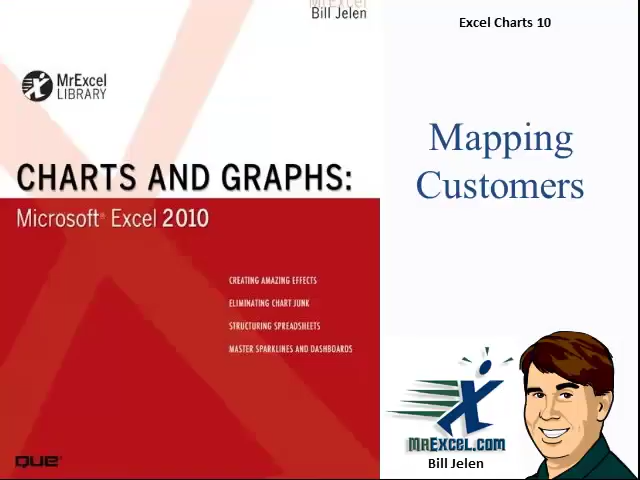 MrExcel
Bill Jelen
MrExcel
LIBRARY
CHARTS AND GRAPHS:
Microsoft® Excel 2010
CREATING AMAZING EFFECTS
ELIMINATING CHART JUNK
STRUCTURING SPREADSHEETS
MASTER SPARKLINES AND DASHBOARDS
QUE®
Excel Charts 10
Mapping
Customers
MREXCEL.COM
Bill Jelen